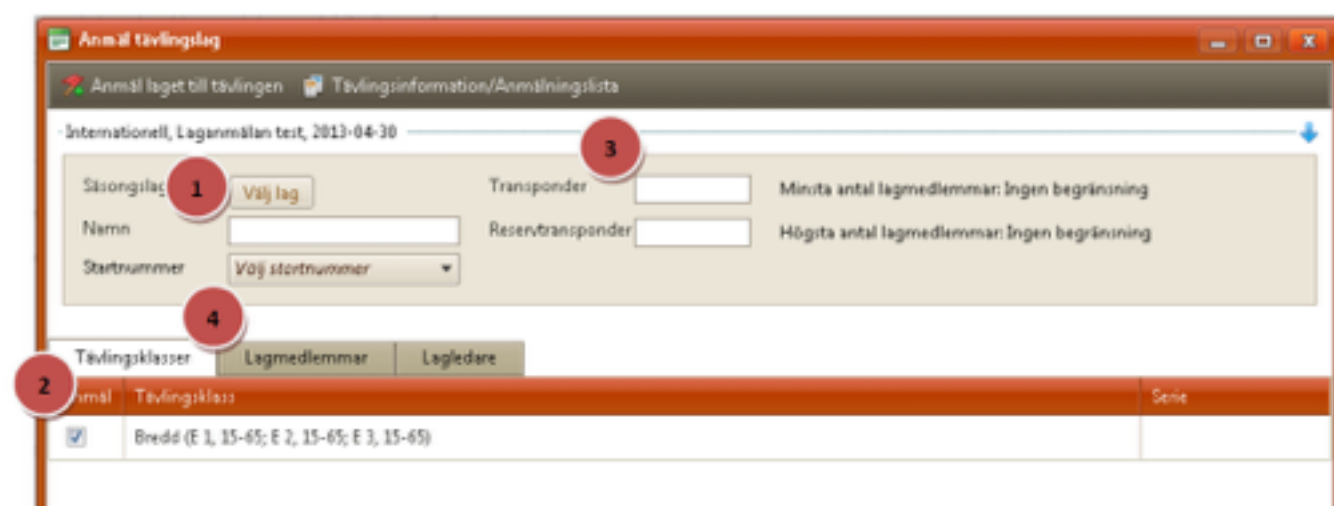 Anmäl tävlingslag
Anmäl laget till tävlingen Tävlingsinformation/Anmälningslista
Internationell, Laganmälan test, 2013-04-30
3
Säsongslag 1 Välj lag Transponder Minsta antal lagmedlemmar: Ingen begränsning
Namn Reservtransponder Högsta antal lagmedlemmar: Ingen begränsning
Startnummer Välj startnummer
4
Tävlingsklasser Lagmedlemmar Lagledare
2 nmäl Tävlingsklass Serie
Bredd (E 1, 15-65; E 2, 15-65; E 3, 15-65)